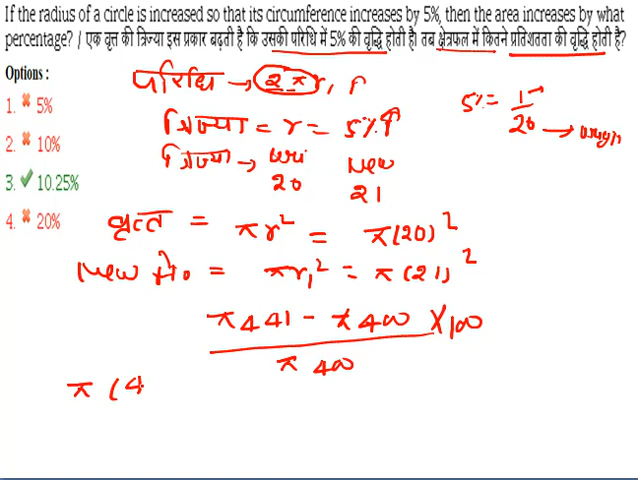 If the radius of a circle is increased so that its circumference increases by 5%, then the area increases by what
percentage? / एक वृत्त की त्रिज्या इस प्रकार बढ़ती है कि उसकी परिधि में 5% की वृद्धि होती है। तब क्षेत्रफल में कितने प्रतिशतता की वृद्धि होती है?
Options :
1. ✖ 5%
2. ✖ 10%
3. ✔ 10.25%
4. ✖ 20%
परिधि → 2π r,
5% = 1/20 →
त्रिज्या = r = 5% ↑
त्रिज्या → New
20 21
वृत्त = πr² = π(20)²
New क्षे० = πr₁² = π(21)²
π441 - π400 × 100
π 400
π (4